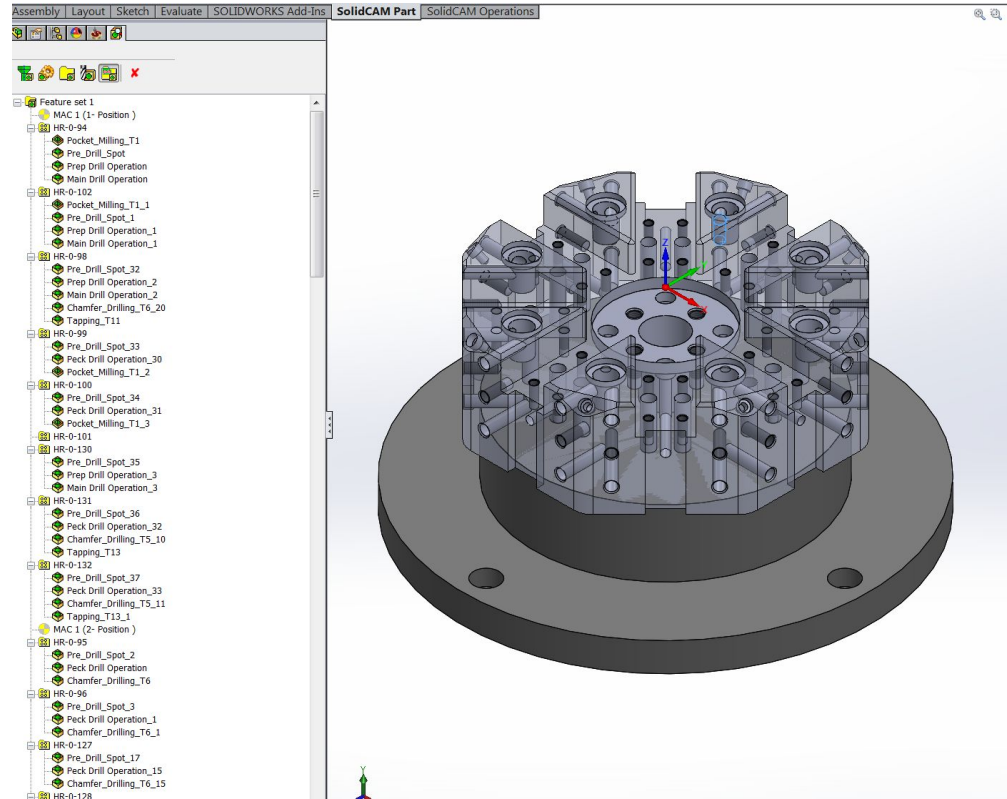 Assembly Layout Sketch Evaluate SOLIDWORKS Add-Ins SolidCAM Part SolidCAM Operations
Feature set 1
MAC 1 (1- Position )
HR-0-94
Pocket_Milling_T1
Pre_Drill_Spot
Prep Drill Operation
Main Drill Operation
HR-0-102
Pocket_Milling_T1_1
Pre_Drill_Spot_1
Prep Drill Operation_1
Main Drill Operation_1
HR-0-98
Pre_Drill_Spot_32
Prep Drill Operation_2
Main Drill Operation_2
Chamfer_Drilling_T6_20
Tapping_T11
HR-0-99
Pre_Drill_Spot_33
Peck Drill Operation_30
Pocket_Milling_T1_2
HR-0-100
Pre_Drill_Spot_34
Peck Drill Operation_31
Pocket_Milling_T1_3
HR-0-101
HR-0-130
Pre_Drill_Spot_35
Prep Drill Operation_3
Main Drill Operation_3
HR-0-131
Pre_Drill_Spot_36
Peck Drill Operation_32
Chamfer_Drilling_T5_10
Tapping_T13
HR-0-132
Pre_Drill_Spot_37
Peck Drill Operation_33
Chamfer_Drilling_T5_11
Tapping_T13_1
MAC 1 (2- Position )
HR-0-95
Pre_Drill_Spot_2
Peck Drill Operation
Chamfer_Drilling_T6
HR-0-96
Pre_Drill_Spot_3
Peck Drill Operation_1
Chamfer_Drilling_T6_1
HR-0-127
Pre_Drill_Spot_17
Peck Drill Operation_15
Chamfer_Drilling_T6_15
HR-0-128
Z
Y
X
Y